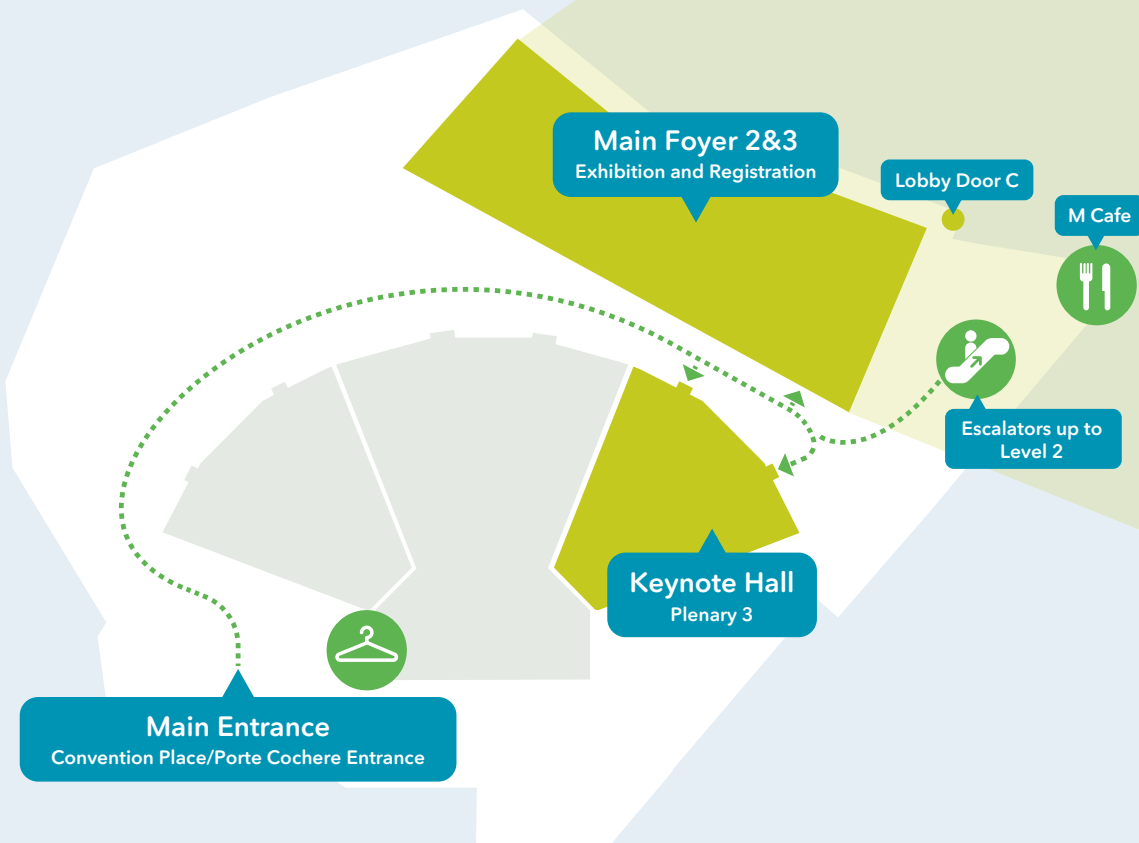 Main Foyer 2&3
Exhibition and Registration
Lobby Door C
M Cafe
Escalators up to
Level 2
Keynote Hall
Plenary 3
Main Entrance
Convention Place/Porte Cochere Entrance